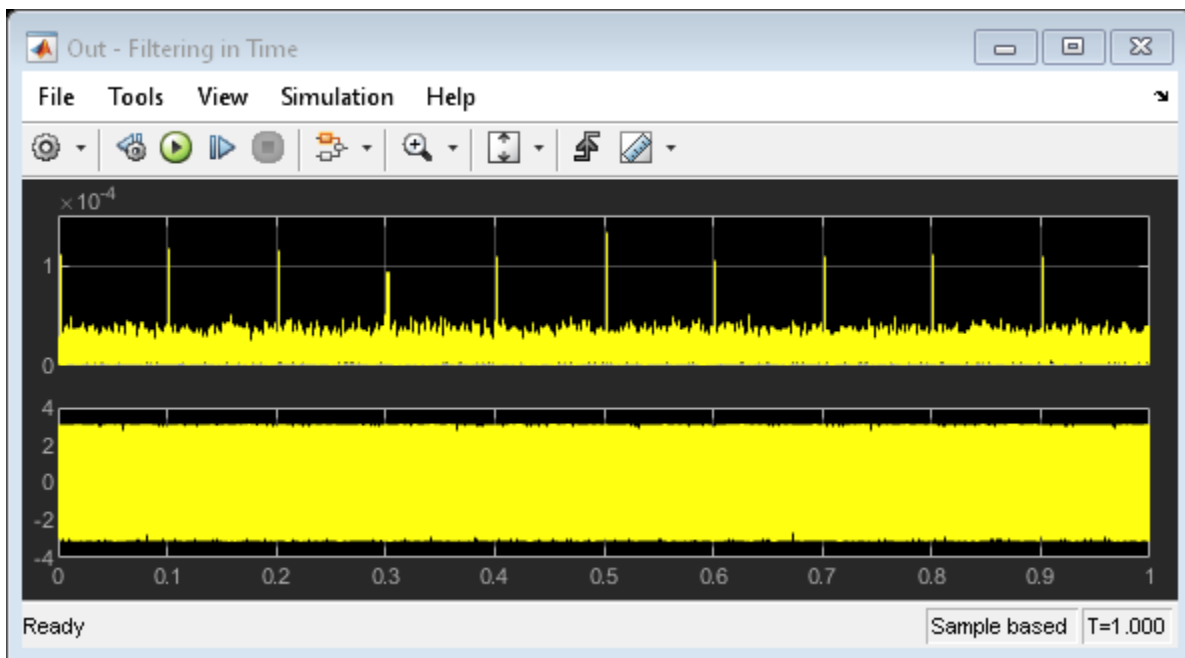 Out - Filtering in Time
File Tools View Simulation Help
×10⁻⁴
1
0
4
2
0
-2
-4
0 0.1 0.2 0.3 0.4 0.5 0.6 0.7 0.8 0.9 1
Ready Sample based T=1.000